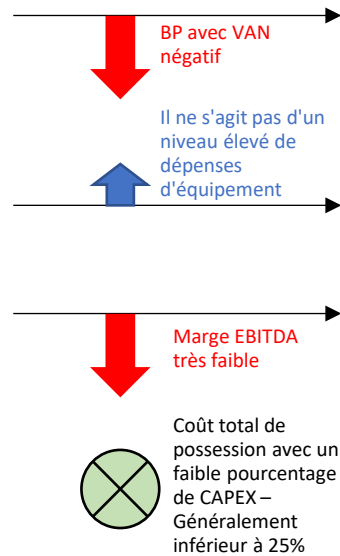 BP avec VAN
négatif
Il ne s'agit pas d'un
niveau élevé de
dépenses
d'équipement
Marge EBITDA
très faible
Coût total de
possession avec un
faible pourcentage
de CAPEX –
Généralement
inférieur à 25%